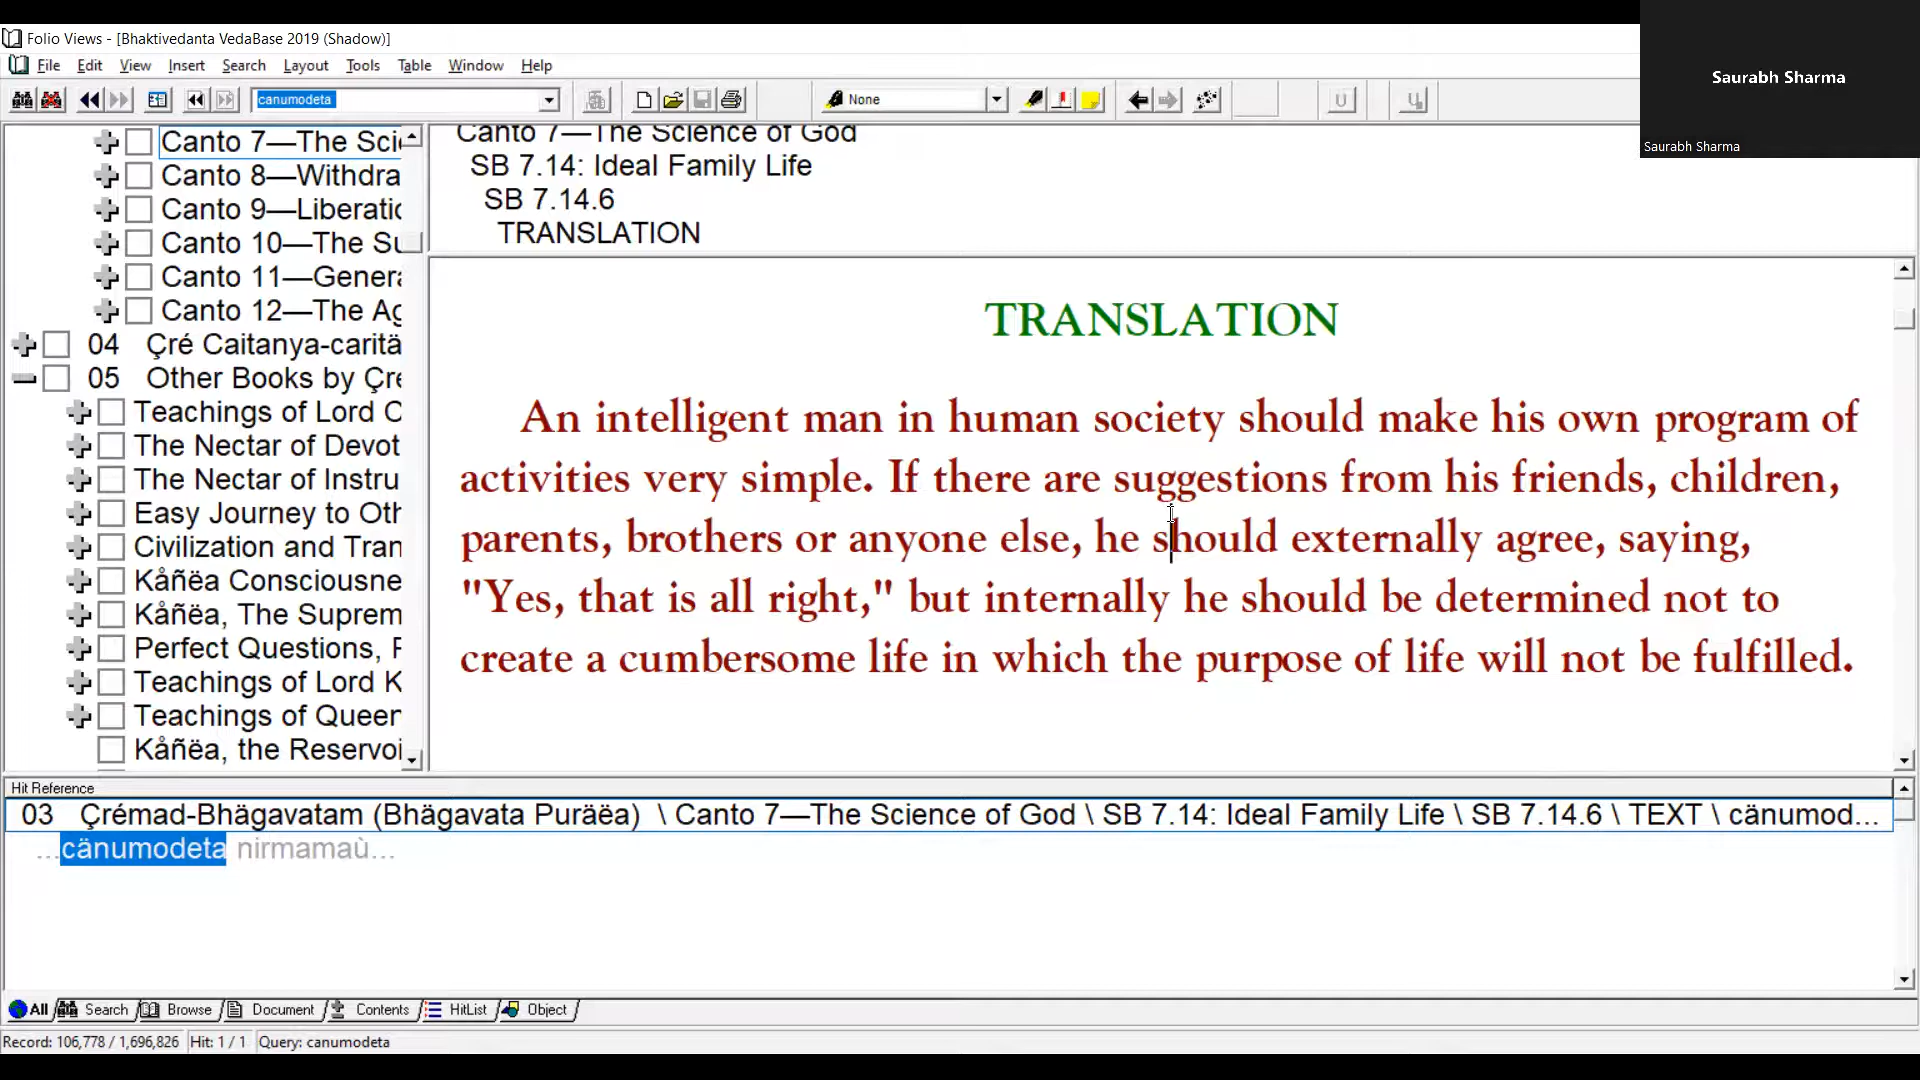 Folio Views - [Bhaktivedanta VedaBase 2019 (Shadow)]
File Edit View Insert Search Layout Tools Table Window Help
canumodeta
None
U
Saurabh Sharma
Saurabh Sharma
Canto 7—The Sci
Canto 8—Withdra
Canto 9—Liberatio
Canto 10—The Su
Canto 11—Genera
Canto 12—The Ag
04 Çré Caitanya-caritä
05 Other Books by Çré
Teachings of Lord C
The Nectar of Devot
The Nectar of Instru
Easy Journey to Oth
Civilization and Tran
Kåñëa Consciousne
Kåñëa, The Suprem
Perfect Questions, P
Teachings of Lord K
Teachings of Queen
Kåñëa, the Reservoi
Canto 7—The Science of God
SB 7.14: Ideal Family Life
SB 7.14.6
TRANSLATION
TRANSLATION
An intelligent man in human society should make his own program of
activities very simple. If there are suggestions from his friends, children,
parents, brothers or anyone else, he should externally agree, saying,
"Yes, that is all right," but internally he should be determined not to
create a cumbersome life in which the purpose of life will not be fulfilled.
Hit Reference
03 Çrémad-Bhägavatam (Bhägavata Puräëa) \ Canto 7—The Science of God \ SB 7.14: Ideal Family Life \ SB 7.14.6 \ TEXT \ cänumod...
...cänumodeta nirmamaù...
All Search Browse Document Contents HitList Object
Record: 106,778 / 1,696,826 Hit: 1 / 1 Query: canumodeta